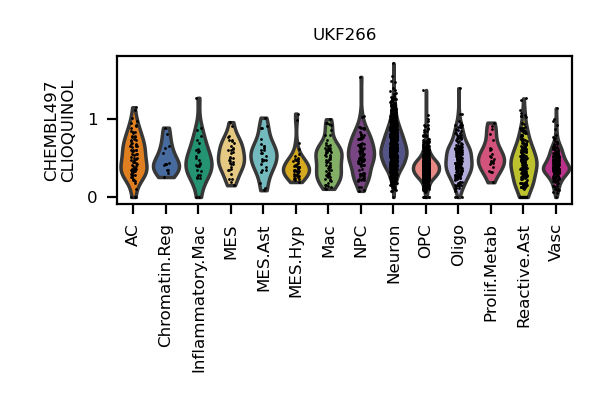 UKF266
CHEMBL497
CLIOQUINOL
1
0
AC
Chromatin.Reg
Inflammatory.Mac
MES
MES.Ast
MES.Hyp
Mac
NPC
Neuron
OPC
Oligo
Prolif.Metab
Reactive.Ast
Vasc